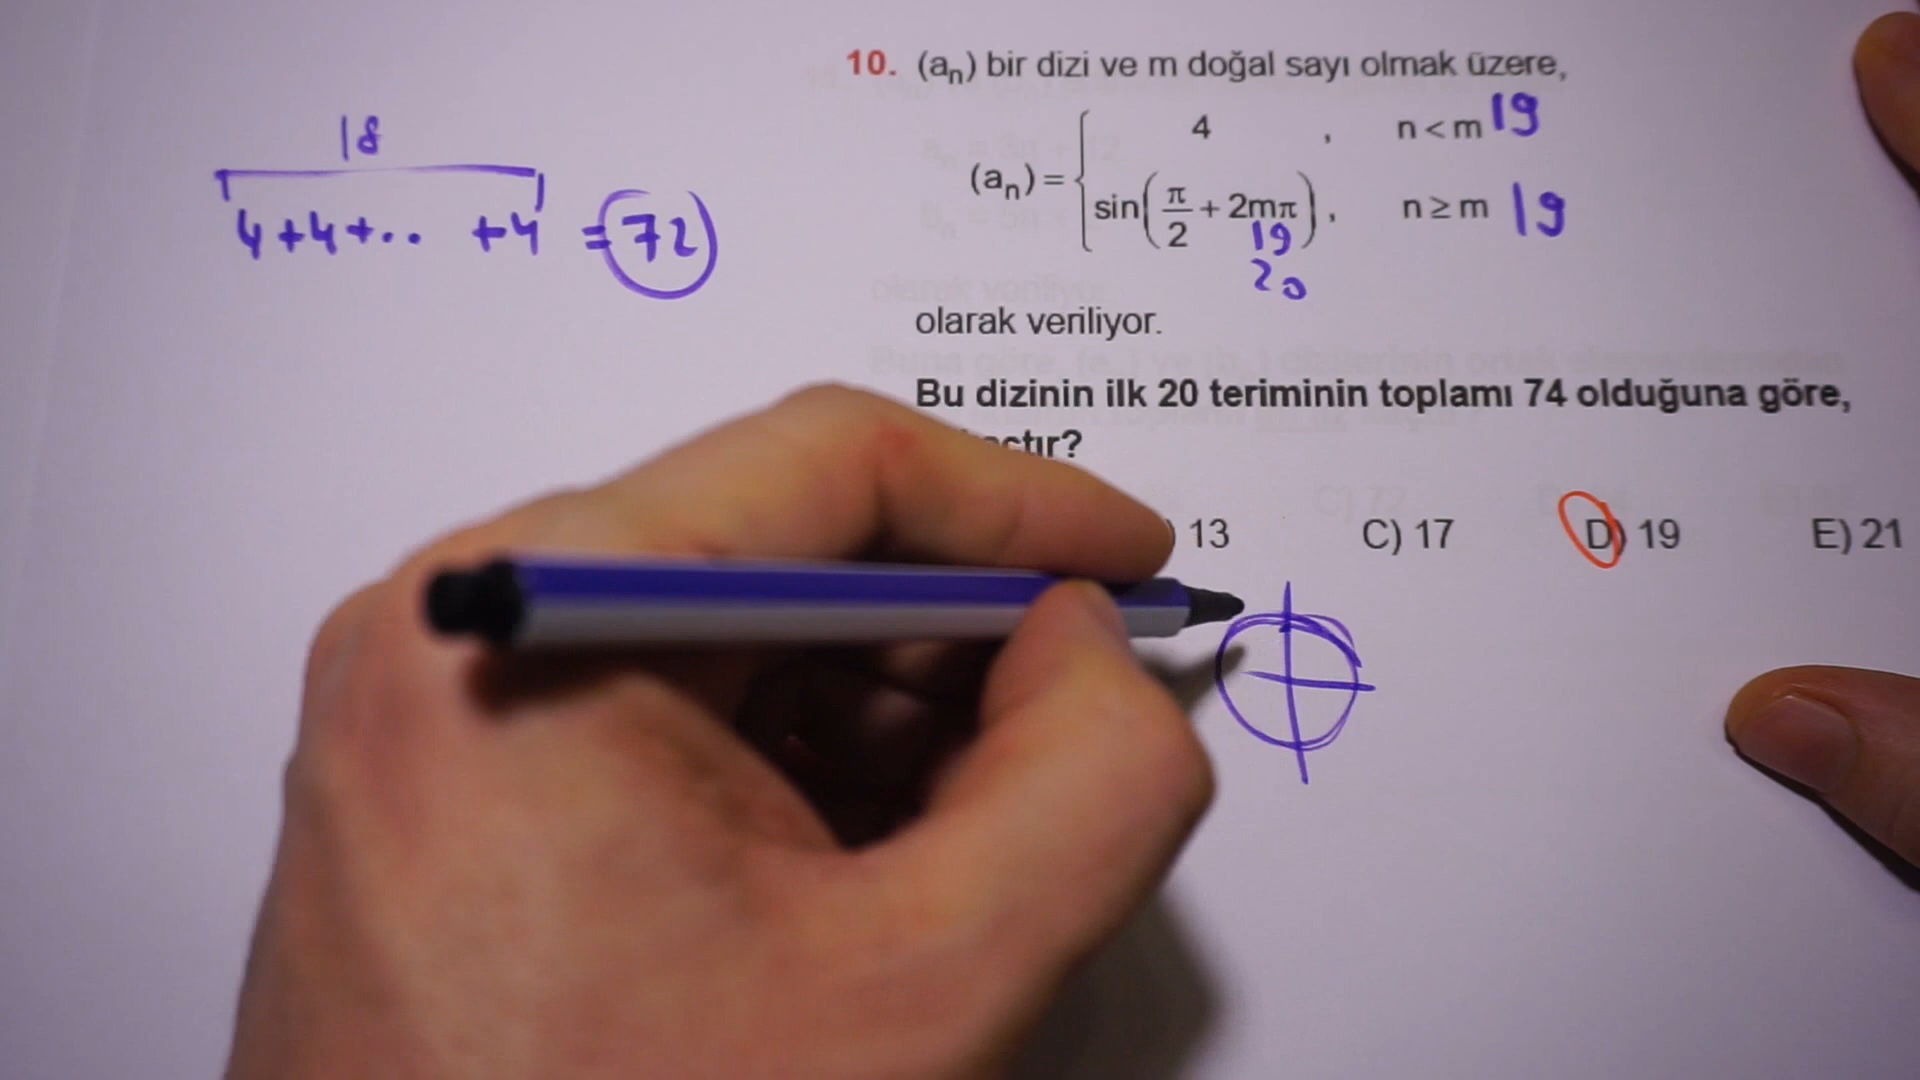 18
4+4+.. +4 =72
10. (aₙ) bir dizi ve m doğal sayı olmak üzere,
(aₙ) = { 4 , n < m 19
sin(π/2 + 2mπ), n ≥ m 19
19
20
olarak veriliyor.
Bu dizinin ilk 20 teriminin toplamı 74 olduğuna göre,
) 13 C) 17 D) 19 E) 21